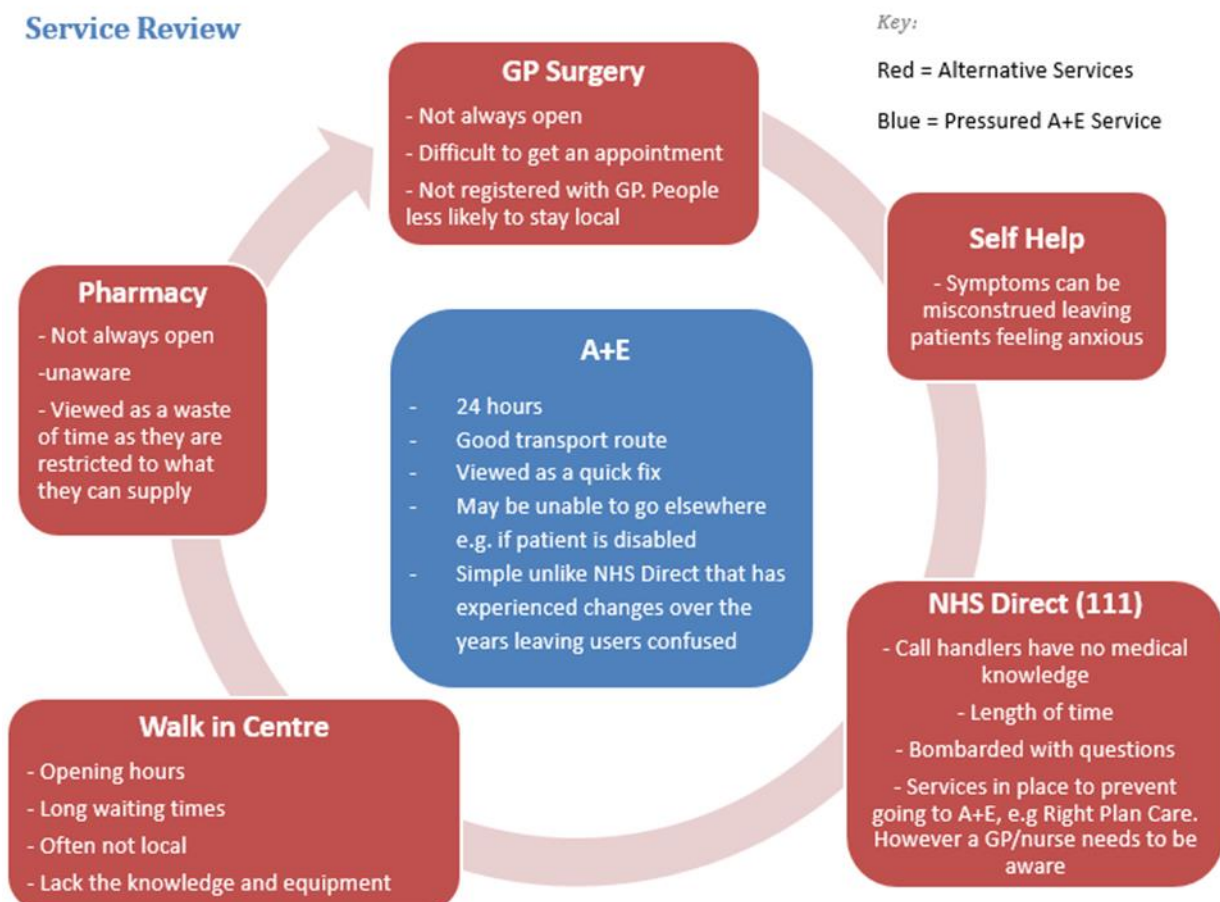 Service Review
Key:
Red = Alternative Services
Blue = Pressured A+E Service
GP Surgery
- Not always open
- Difficult to get an appointment
- Not registered with GP. People
less likely to stay local
Self Help
- Symptoms can be
misconstrued leaving
patients feeling anxious
NHS Direct (111)
- Call handlers have no medical
knowledge
- Length of time
- Bombarded with questions
- Services in place to prevent
going to A+E, e.g Right Plan Care.
However a GP/nurse needs to be
aware
Walk in Centre
- Opening hours
- Long waiting times
- Often not local
- Lack the knowledge and equipment
Pharmacy
- Not always open
-unaware
- Viewed as a waste
of time as they are
restricted to what
they can supply
A+E
- 24 hours
- Good transport route
- Viewed as a quick fix
- May be unable to go elsewhere
e.g. if patient is disabled
- Simple unlike NHS Direct that has
experienced changes over the
years leaving users confused